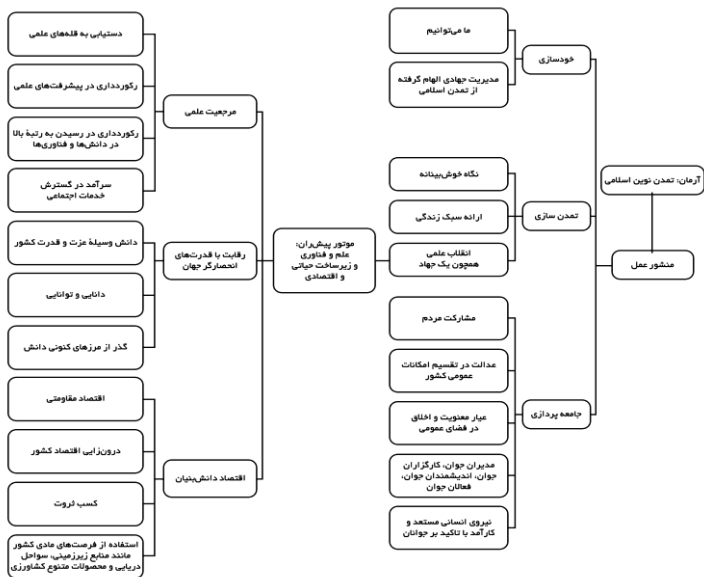 آرمان: تمدن نوین اسلامی
منشور عمل
خودسازی
ما می‌توانیم
مدیریت جهادی الهام گرفته
از تمدن اسلامی
تمدن سازی
نگاه خوش‌بینانه
ارائه سبک زندگی
انقلاب علمی
همچون یک جهاد
جامعه پردازی
مشارکت مردم
عدالت در تقسیم امکانات
عمومی کشور
عیار معنویت و اخلاق
در فضای عمومی
مدیران جوان، کارگزاران
جوان، اندیشمندان جوان،
فعالان جوان
نیروی انسانی مستعد و
کارآمد با تاکید بر جوانان
موتور پیش‌ران:
علم و فناوری
و زیرساخت حیاتی
و اقتصادی
مرجعیت علمی
دستیابی به قله‌های علمی
رکورداری در پیشرفت‌های علمی
رکورداری در رسیدن به رتبهٔ بالا
در دانش‌ها و فناوری‌ها
سرآمد در گسترش
خدمات اجتماعی
رقابت با قدرت‌های
انحصارگر جهان
دانش وسیلهٔ عزت و قدرت کشور
دانایی و توانایی
گذر از مرزهای کنونی دانش
اقتصاد دانش‌بنیان
اقتصاد مقاومتی
درون‌زایی اقتصاد کشور
کسب ثروت
استفاده از فرصت‌های مادی کشور
مانند منابع زیرزمینی، سواحل
دریایی و محصولات متنوع کشاورزی